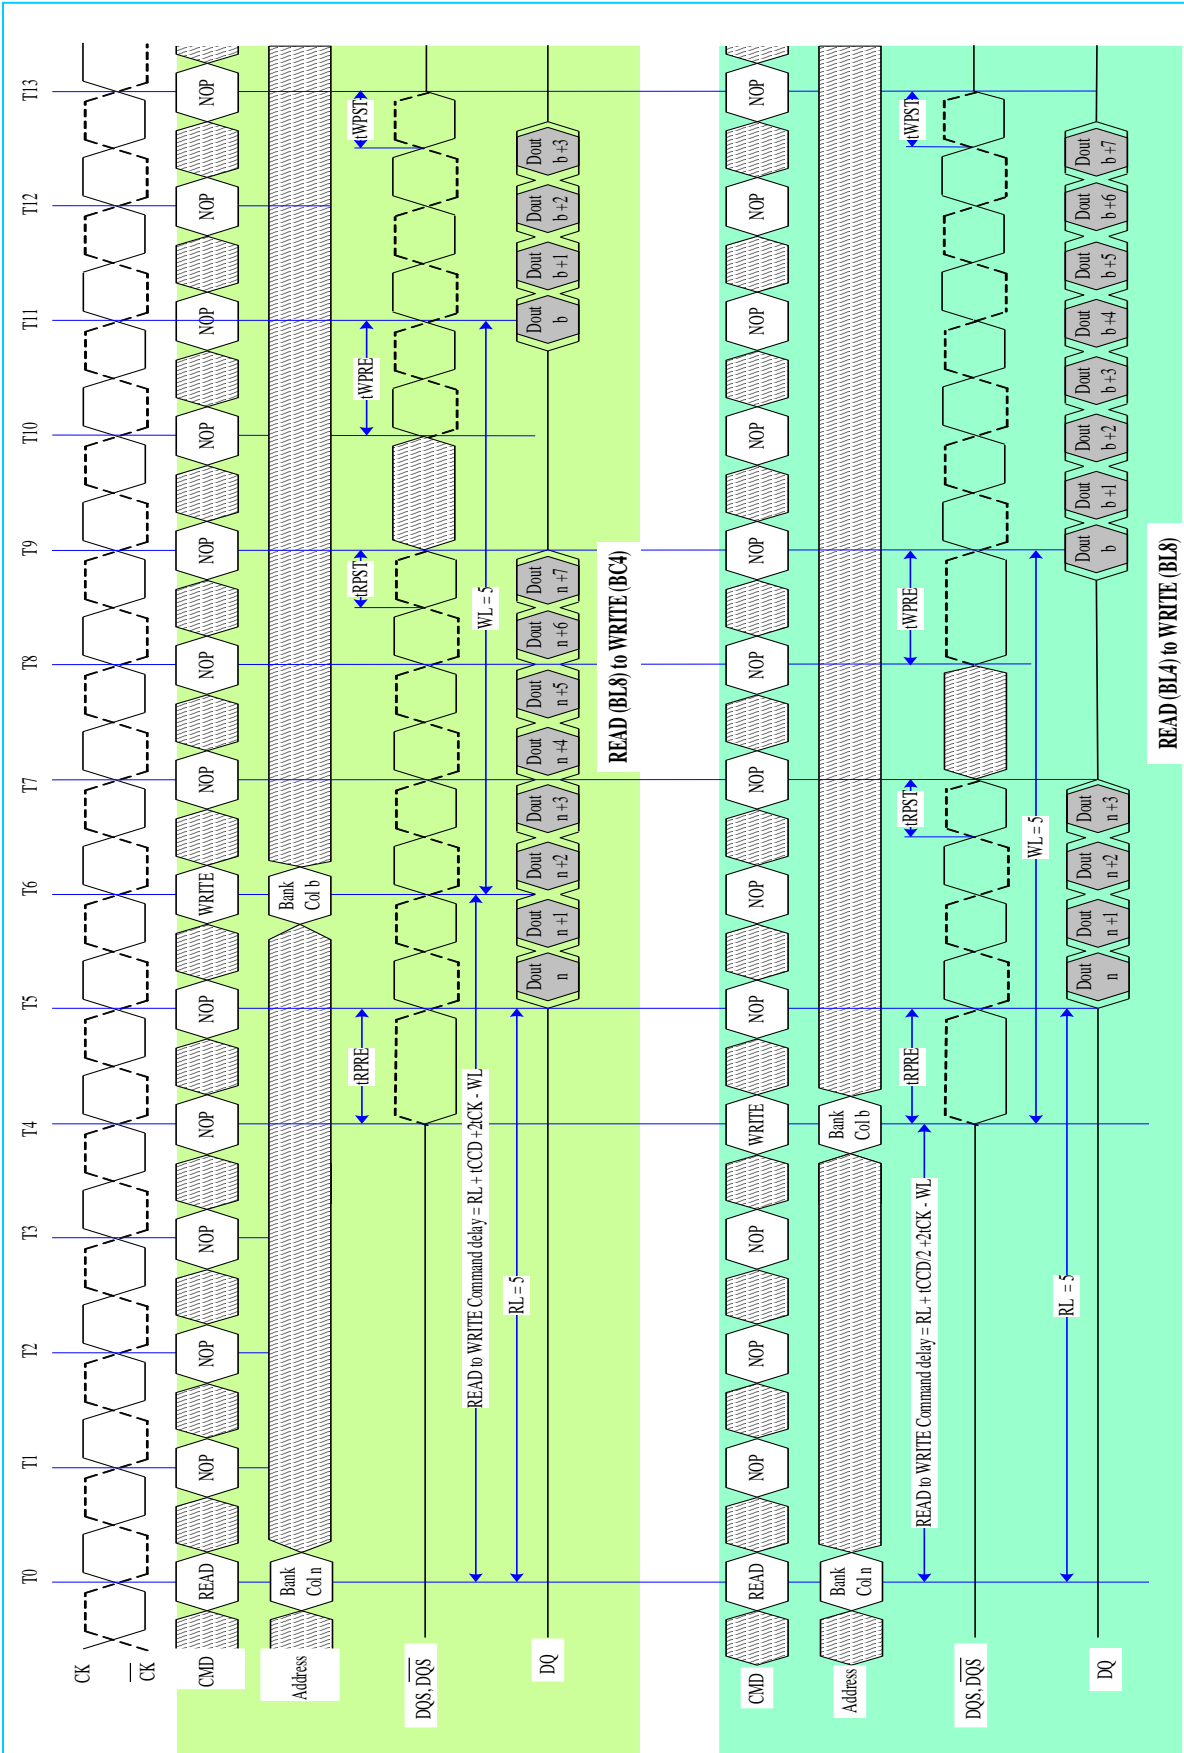 T0 T1 T2 T3 T4 T5 T6 T7 T8 T9 T10 T11 T12 T13
CK
CK
CMD READ NOP NOP NOP NOP NOP WRITE NOP NOP NOP NOP NOP NOP NOP
Address
Bank
Col n
Bank
Col b
tRPRE tRPST tWPRE tWPST
DQS, DQS
READ to WRITE Command delay = RL + tCCD +2tCK - WL
WL = 5
RL = 5
DQ
Dout
n
Dout
n+1
Dout
n+2
Dout
n+3
Dout
n+4
Dout
n+5
Dout
n+6
Dout
n+7
Dout
b
Dout
b+1
Dout
b+2
Dout
b+3
READ (BL8) to WRITE (BC4)
CMD READ NOP NOP NOP WRITE NOP NOP NOP NOP NOP NOP NOP NOP NOP
Address
Bank
Col n
Bank
Col b
tRPRE tRPST tWPRE tWPST
READ to WRITE Command delay = RL + tCCD/2 +2tCK - WL
DQS, DQS
WL = 5
RL = 5
DQ
Dout
n
Dout
n+1
Dout
n+2
Dout
n+3
Dout
b
Dout
b+1
Dout
b+2
Dout
b+3
Dout
b+4
Dout
b+5
Dout
b+6
Dout
b+7
READ (BL4) to WRITE (BL8)